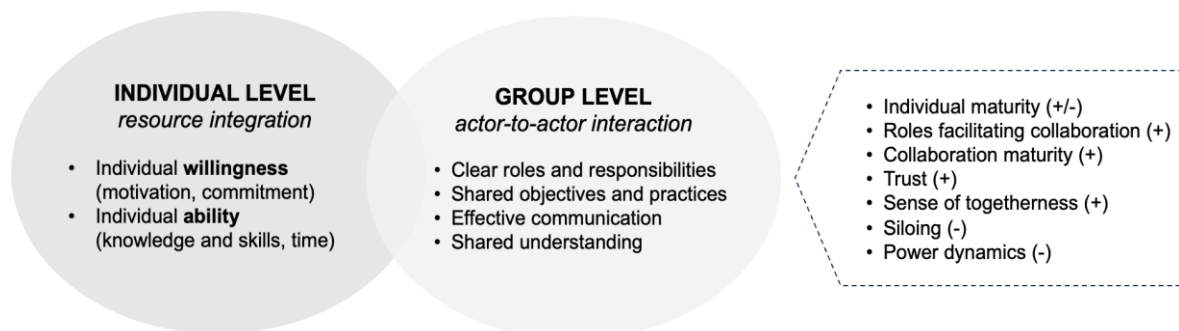 INDIVIDUAL LEVEL
resource integration
• Individual willingness
(motivation, commitment)
• Individual ability
(knowledge and skills, time)
GROUP LEVEL
actor-to-actor interaction
• Clear roles and responsibilities
• Shared objectives and practices
• Effective communication
• Shared understanding
• Individual maturity (+/-)
• Roles facilitating collaboration (+)
• Collaboration maturity (+)
• Trust (+)
• Sense of togetherness (+)
• Siloing (-)
• Power dynamics (-)